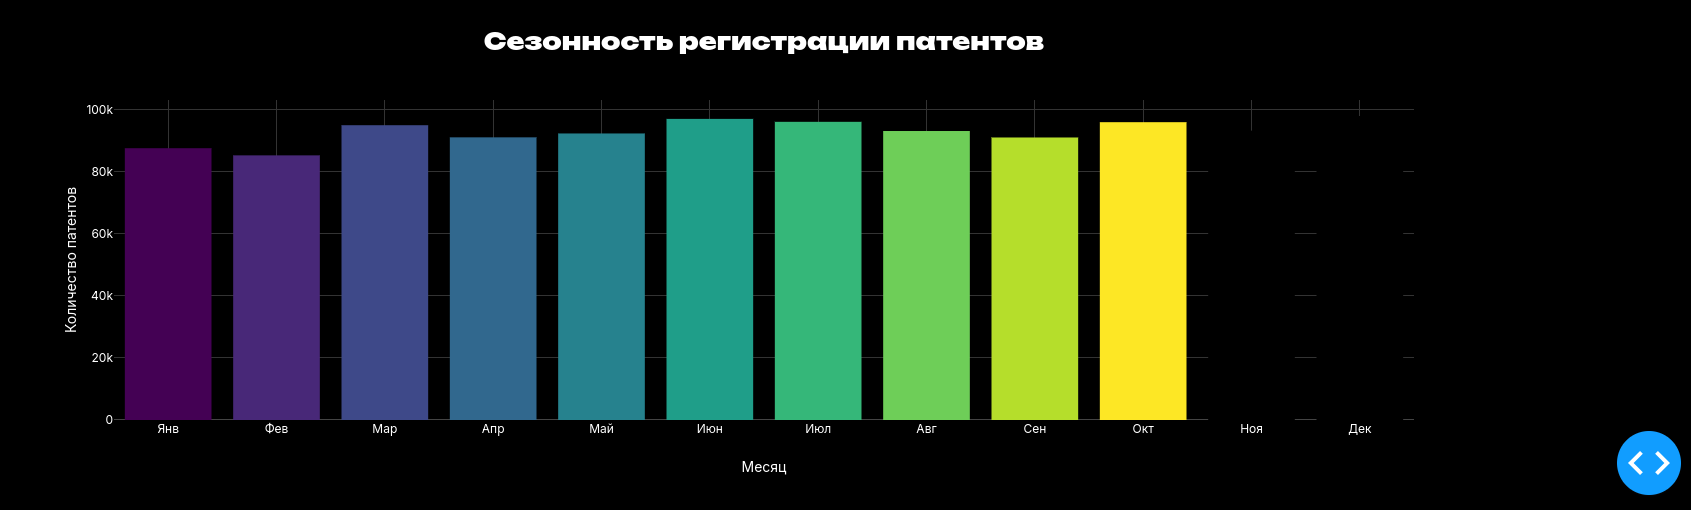 Сезонность регистрации патентов
Количество патентов
100k
80k
60k
40k
20k
0
Янв Фев Мар Апр Май Июн Июл Авг Сен Окт Ноя Дек
Месяц